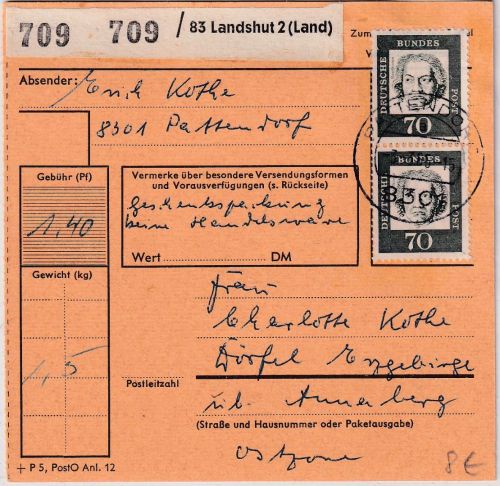 709 709 / 83 Landshut 2 (Land)
Absender: Erich Kothe
8301 Pattendorf
Gebühr (Pf)
1,40
Gewicht (kg)
1,5
Vermerke über besondere Versendungsformen
und Vorausverfügungen (s. Rückseite)
Geschenksendung
keine Handelsware
Wert DM
DEUTSCHE BUNDES POST
70
BUNDES POST
70
830
Frau
Charlotte Kothe
Dörfel Erzgebirge
Postleitzahl
üb. Annaberg
(Straße und Hausnummer oder Paketausgabe)
Ostzone
+ P 5, PostO Anl. 12
8€